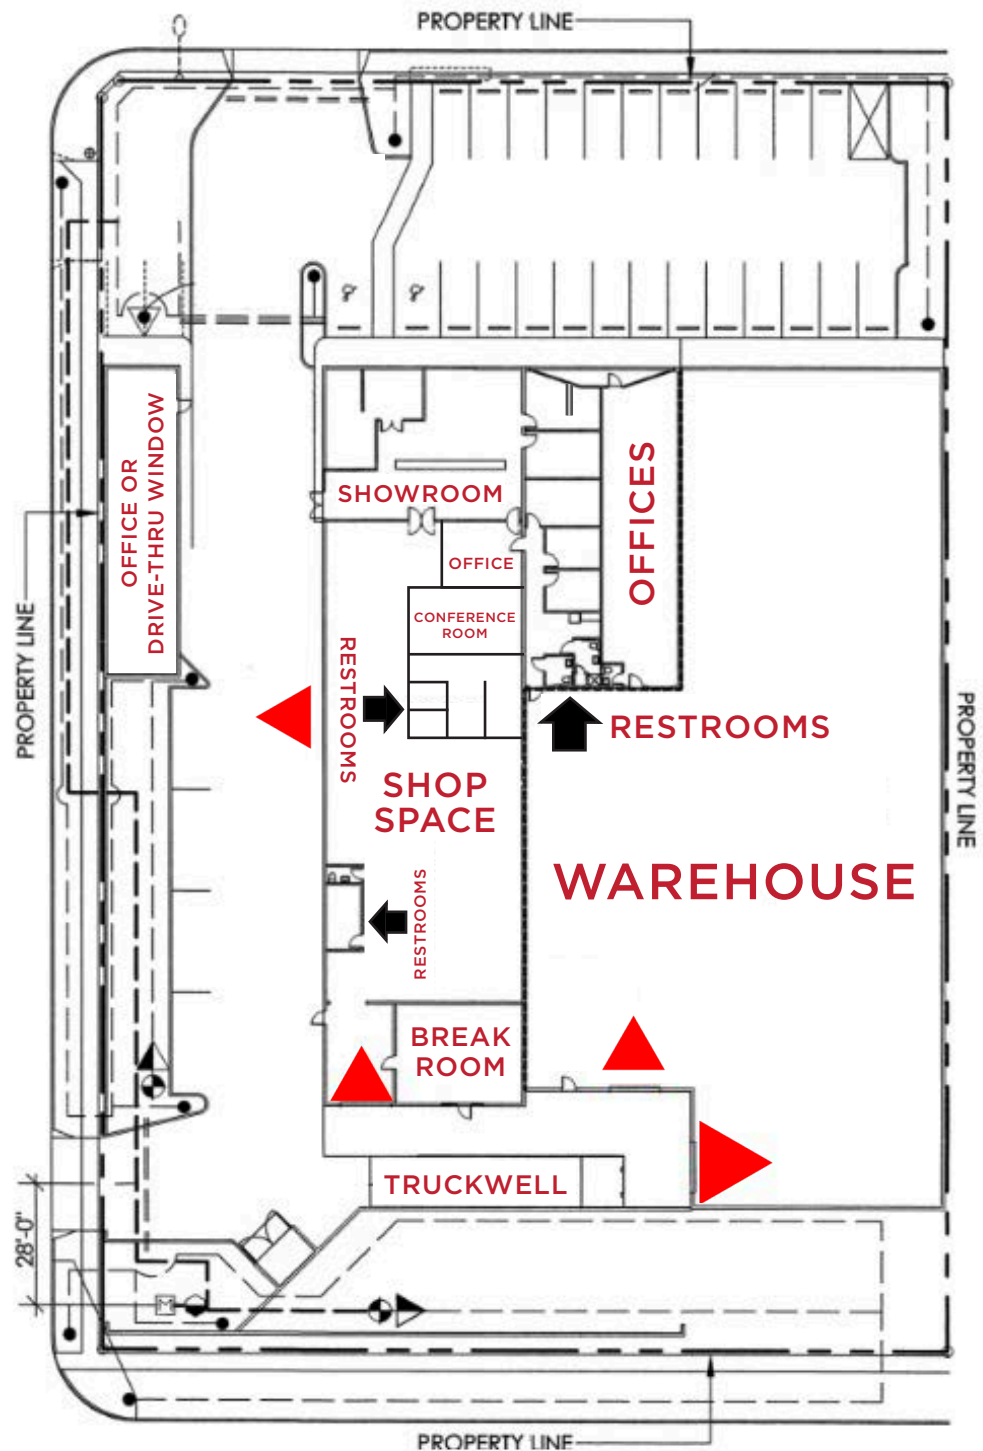 PROPERTY LINE
OFFICE OR
DRIVE-THRU WINDOW
SHOWROOM
OFFICES
OFFICE
CONFERENCE
ROOM
PROPERTY LINE
RESTROOMS
RESTROOMS
PROPERTY LINE
SHOP
SPACE
WAREHOUSE
RESTROOMS
BREAK
ROOM
TRUCKWELL
28'-0"
M
PROPERTY LINE